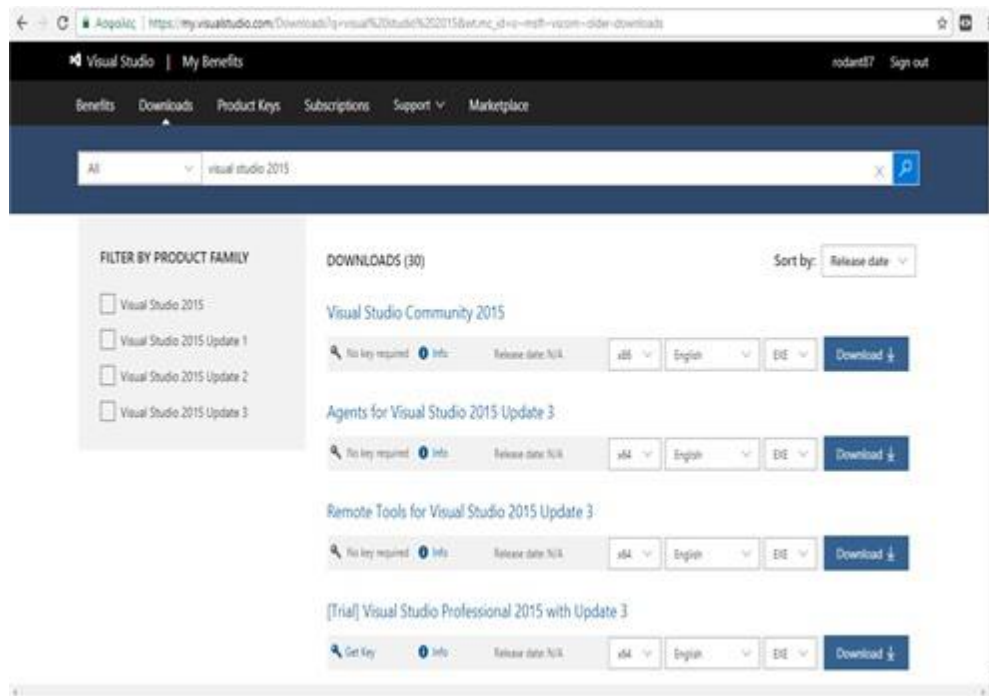 Ασφαλές | https://my.visualstudio.com/Downloads?q=visual%20studio%202015&wt.mc_id=o~msft~vscom~older-downloads
Visual Studio | My Benefits
rodant87 Sign out
Benefits Downloads Product Keys Subscriptions Support Marketplace
All visual studio 2015
FILTER BY PRODUCT FAMILY
Visual Studio 2015
Visual Studio 2015 Update 1
Visual Studio 2015 Update 2
Visual Studio 2015 Update 3
DOWNLOADS (30)
Sort by: Release date
Visual Studio Community 2015
No key required Info Release date: N/A x86 English EXE Download
Agents for Visual Studio 2015 Update 3
No key required Info Release date: N/A x64 English EXE Download
Remote Tools for Visual Studio 2015 Update 3
No key required Info Release date: N/A x64 English EXE Download
[Trial] Visual Studio Professional 2015 with Update 3
Get Key Info Release date: N/A x64 English EXE Download